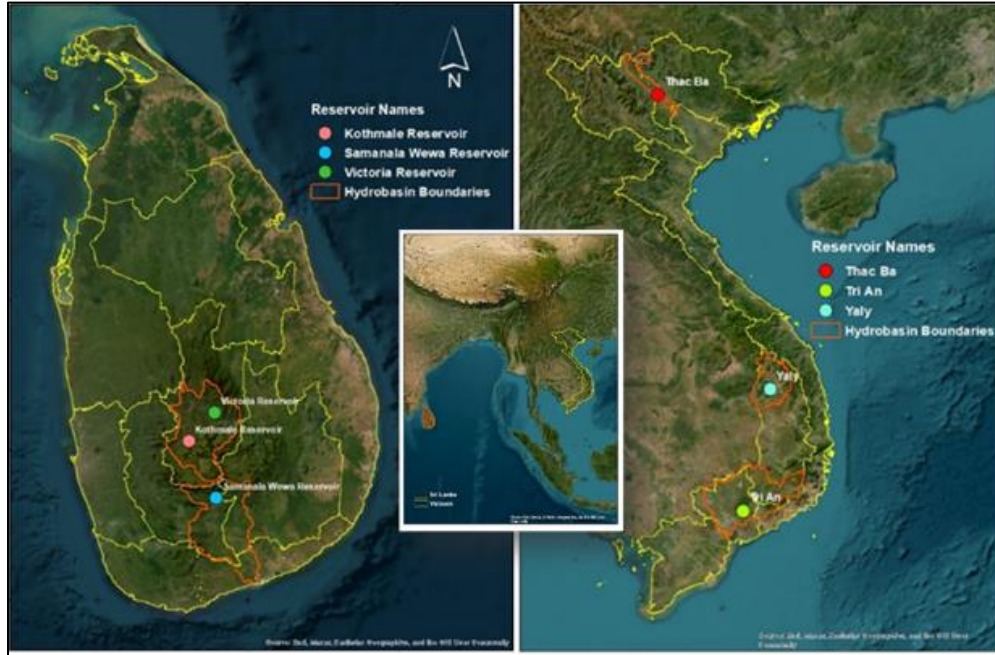 N
Reservoir Names
Kothmale Reservoir
Samanala Wewa Reservoir
Victoria Reservoir
Hydrobasin Boundaries
Victoria Reservoir
Kothmale Reservoir
Samanala Wewa Reservoir
Sri Lanka
Vietnam
Thac Ba
Reservoir Names
Thac Ba
Tri An
Yaly
Hydrobasin Boundaries
Yaly
Tri An